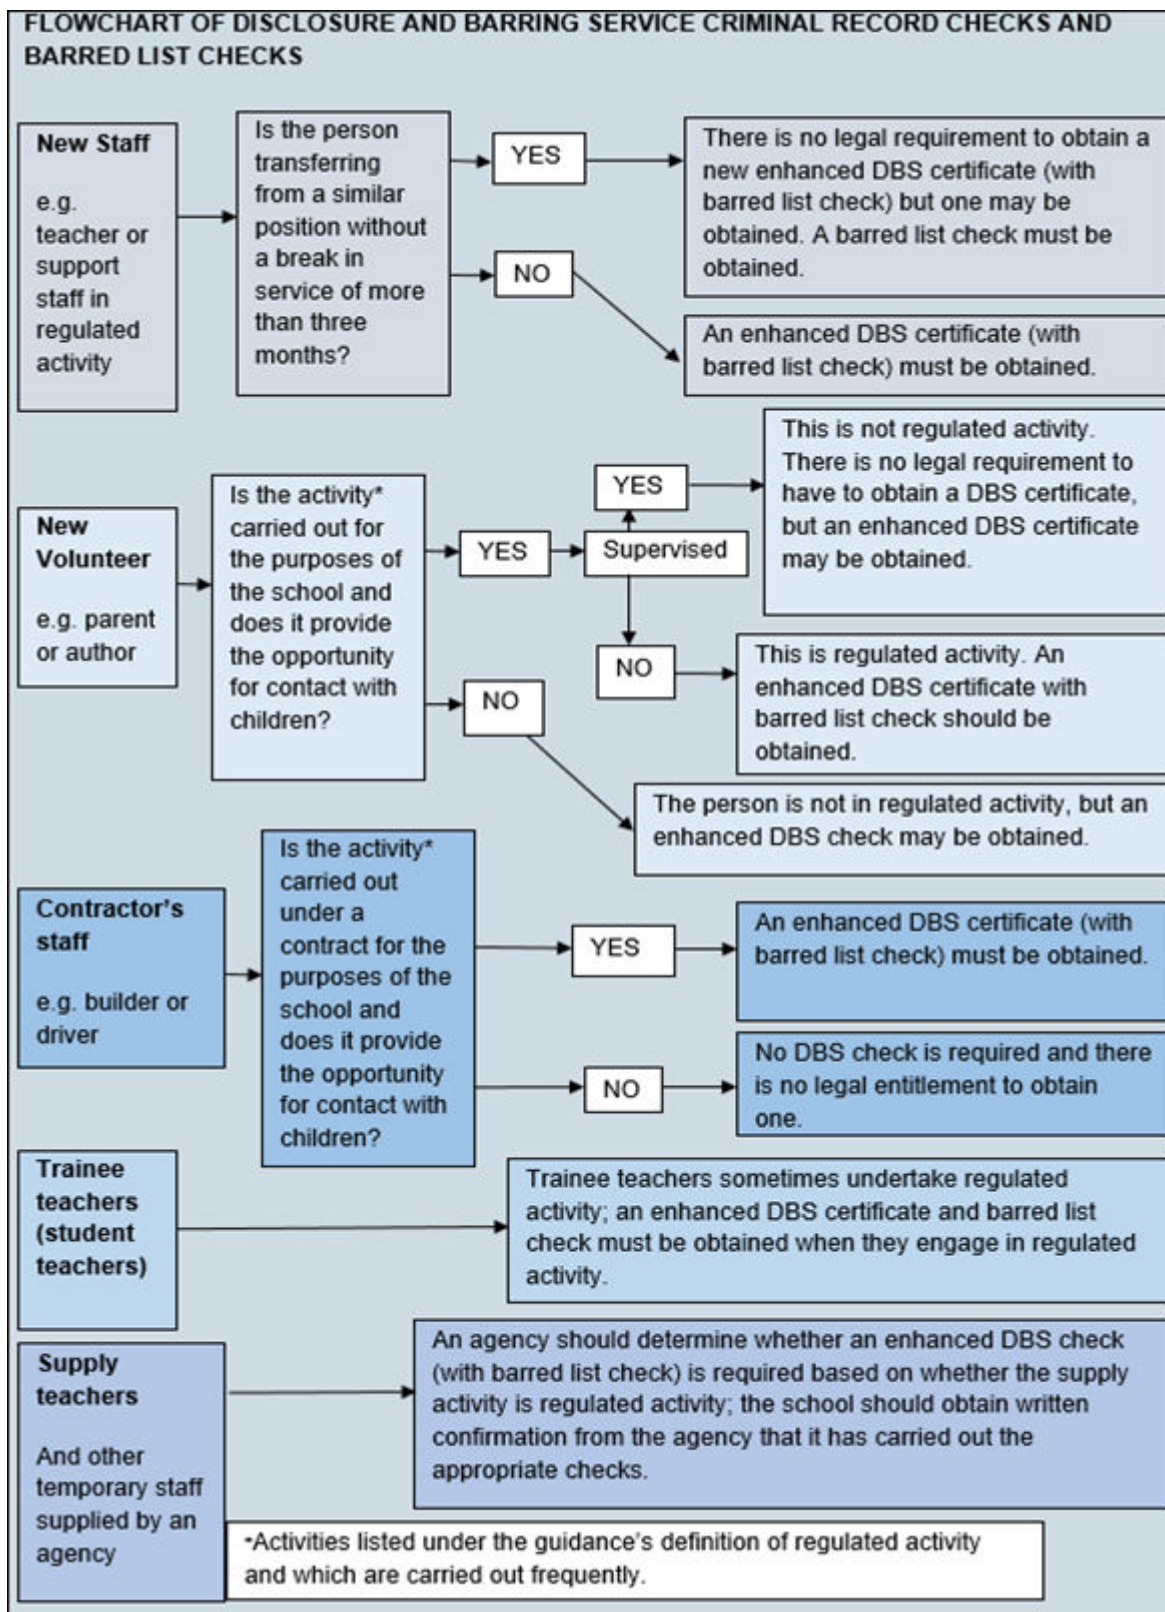 FLOWCHART OF DISCLOSURE AND BARRING SERVICE CRIMINAL RECORD CHECKS AND
BARRED LIST CHECKS
New Staff
e.g.
teacher or
support
staff in
regulated
activity
Is the person
transferring
from a similar
position without
a break in
service of more
than three
months?
YES
There is no legal requirement to obtain a
new enhanced DBS certificate (with
barred list check) but one may be
obtained. A barred list check must be
obtained.
NO
An enhanced DBS certificate (with
barred list check) must be obtained.
New
Volunteer
e.g. parent
or author
Is the activity*
carried out for
the purposes of
the school and
does it provide
the opportunity
for contact with
children?
YES
Supervised
YES
This is not regulated activity.
There is no legal requirement to
have to obtain a DBS certificate,
but an enhanced DBS certificate
may be obtained.
NO
This is regulated activity. An
enhanced DBS certificate with
barred list check should be
obtained.
NO
The person is not in regulated activity, but an
enhanced DBS check may be obtained.
Contractor's
staff
e.g. builder or
driver
Is the activity*
carried out
under a
contract for the
purposes of the
school and
does it provide
the opportunity
for contact with
children?
YES
An enhanced DBS certificate (with
barred list check) must be obtained.
NO
No DBS check is required and there
is no legal entitlement to obtain
one.
Trainee
teachers
(student
teachers)
Trainee teachers sometimes undertake regulated
activity; an enhanced DBS certificate and barred list
check must be obtained when they engage in regulated
activity.
Supply
teachers
And other
temporary staff
supplied by an
agency
An agency should determine whether an enhanced DBS check
(with barred list check) is required based on whether the supply
activity is regulated activity; the school should obtain written
confirmation from the agency that it has carried out the
appropriate checks.
*Activities listed under the guidance's definition of regulated activity
and which are carried out frequently.